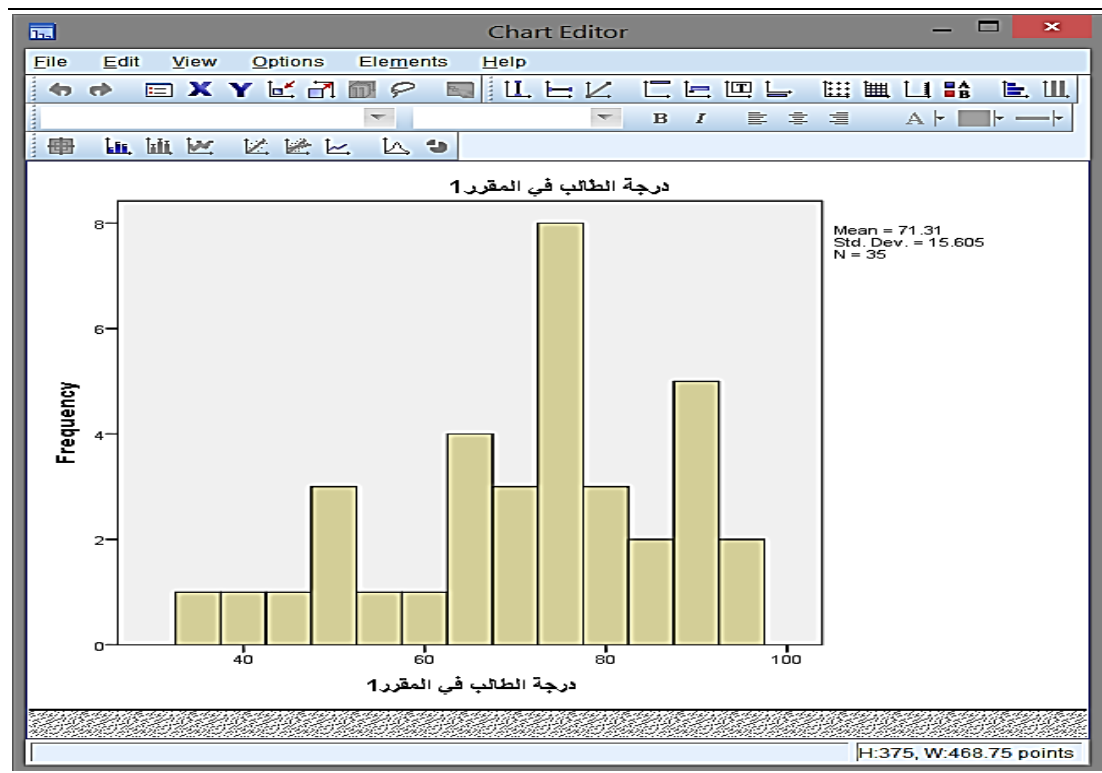 Chart Editor
File Edit View Options Elements Help
B I A
درجة الطالب في المقرر1
Mean = 71.31
Std. Dev. = 15.605
N = 35
8
6
4
2
0
Frequency
40 60 80 100
درجة الطالب في المقرر1
H:375, W:468.75 points